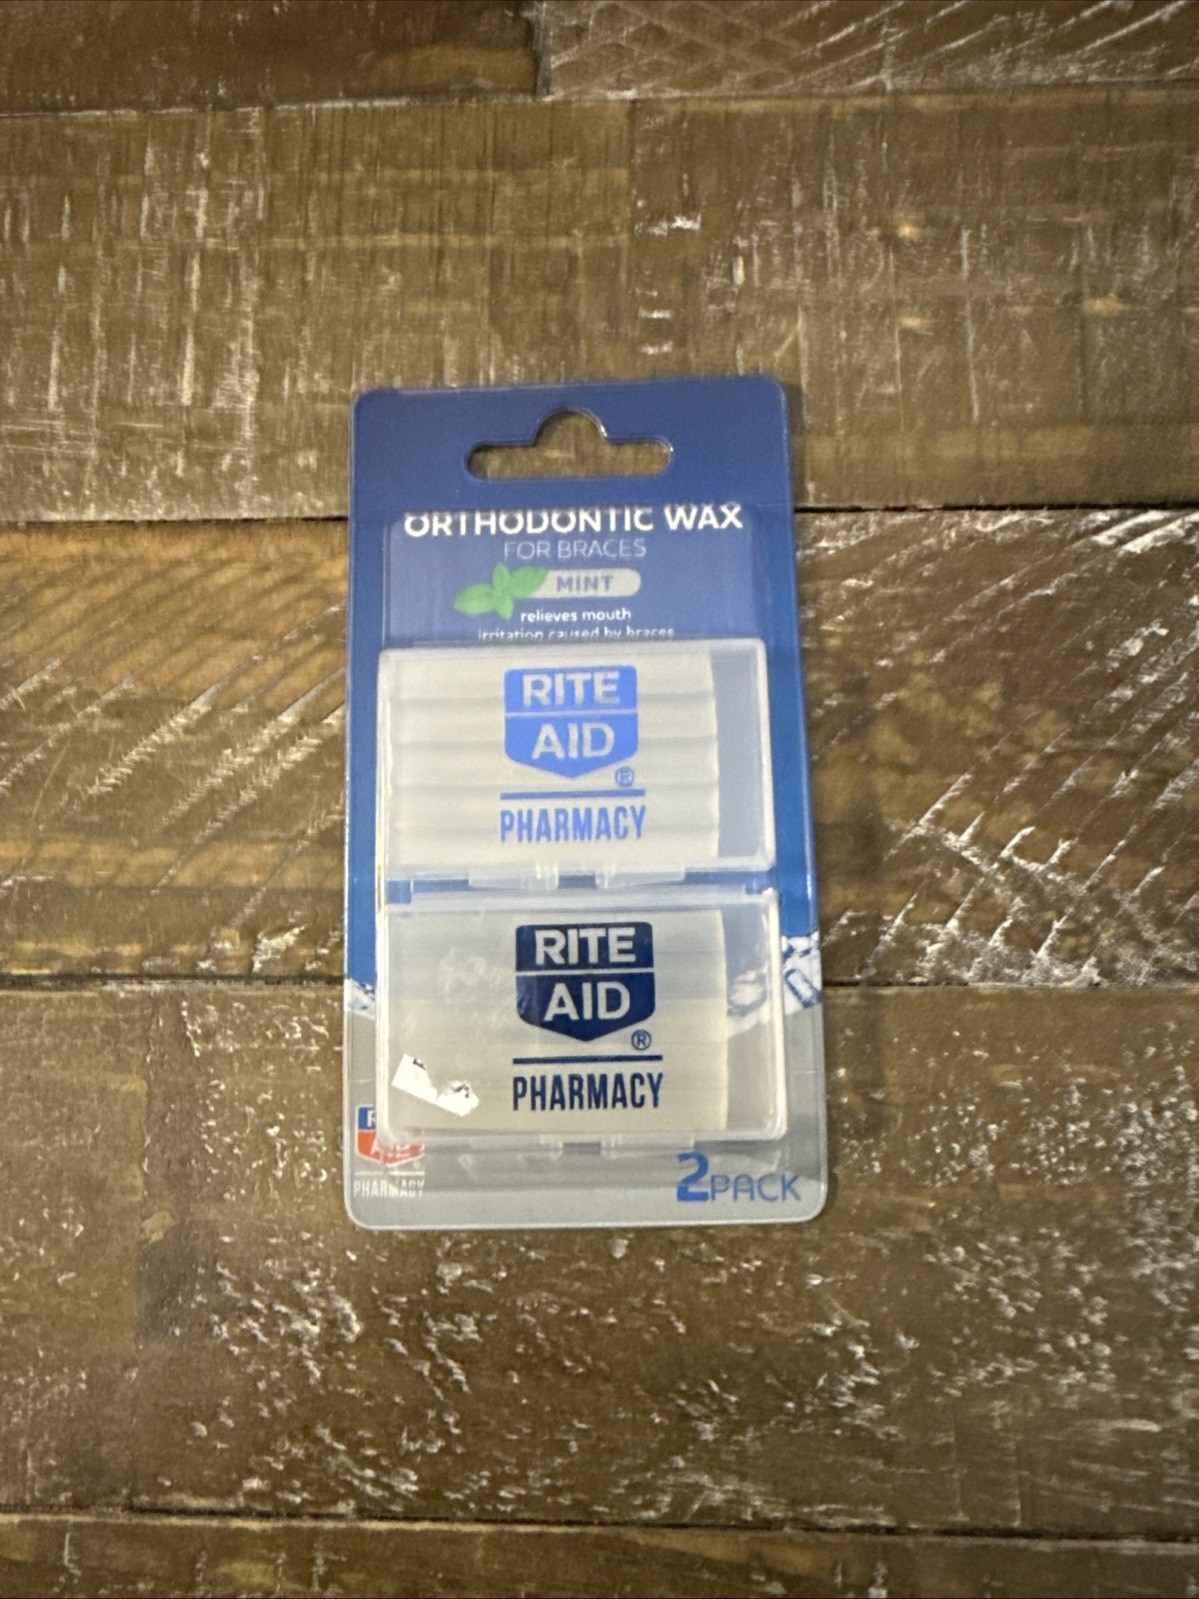 ORTHODONTIC WAX
FOR BRACES
MINT
relieves mouth
irritation caused by braces
RITE
AID
®
PHARMACY
RITE
AID
®
PHARMACY
AID
PHARMACY
2PACK